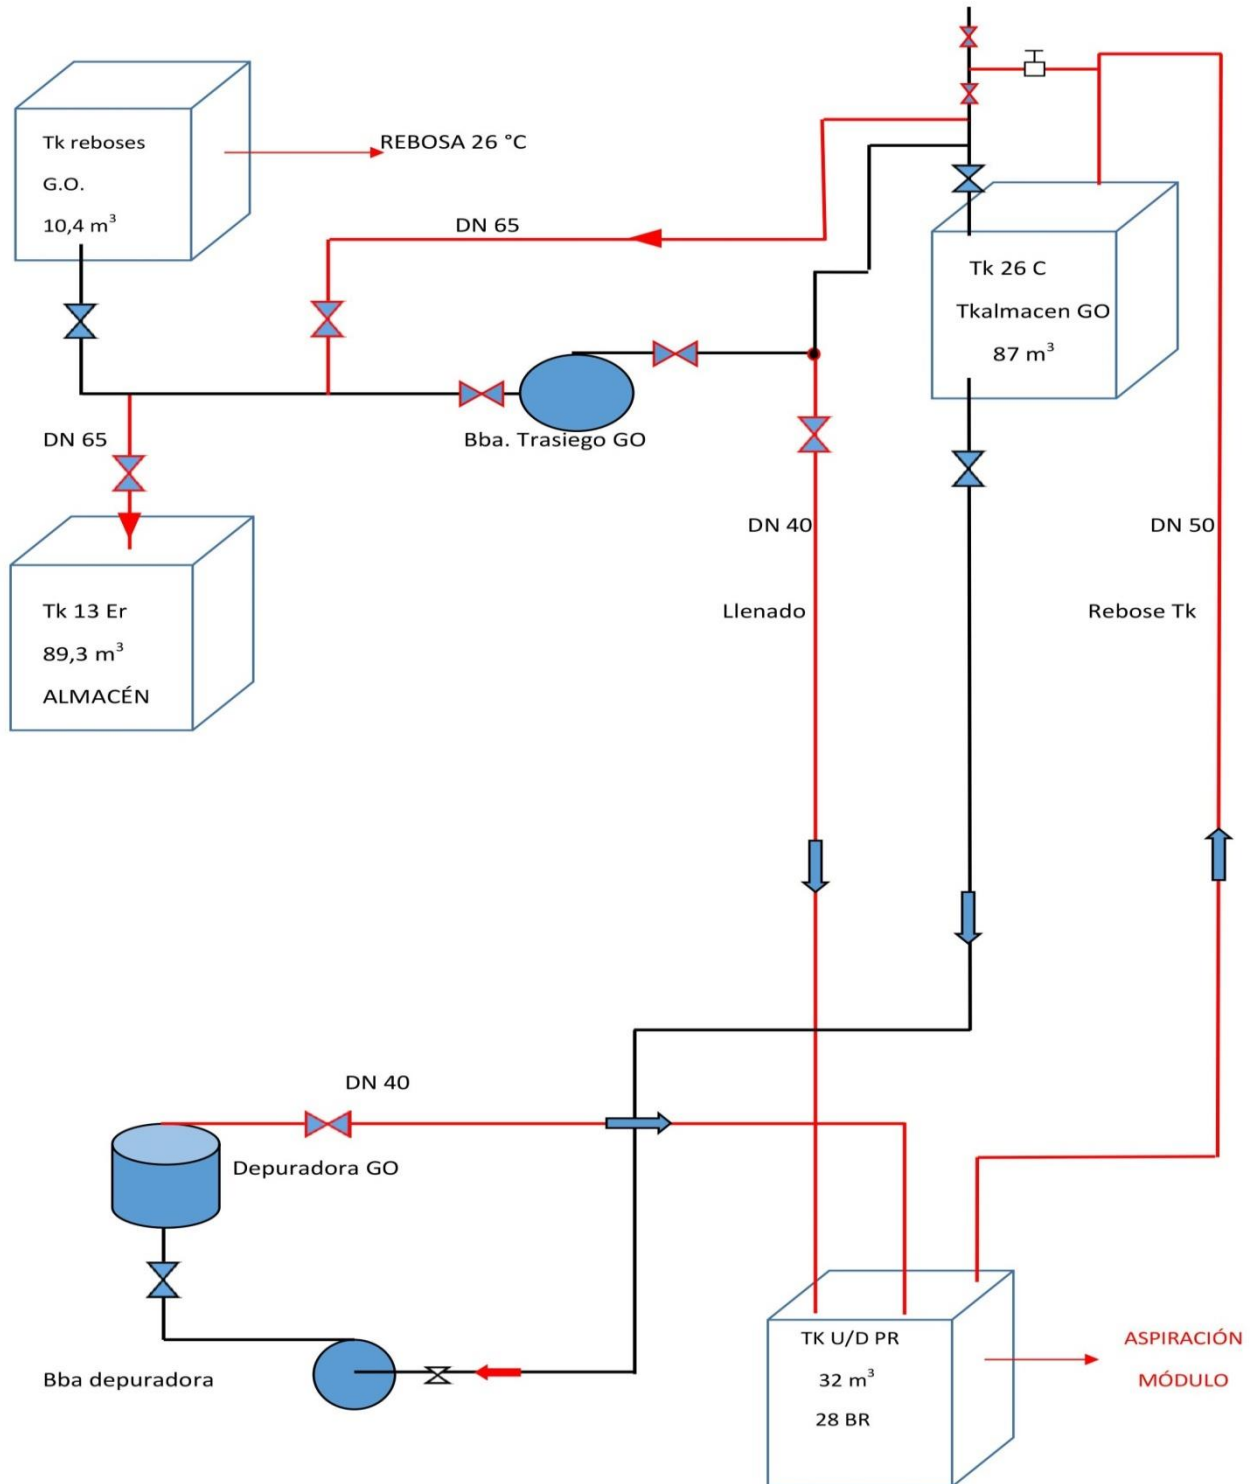 Tk reboses
G.O.
10,4 m³
REBOSA 26 °C
DN 65
Tk 26 C
Tkalmacen GO
87 m³
DN 65
Bba. Trasiego GO
DN 40
DN 50
Tk 13 Er
89,3 m³
ALMACÉN
Llenado
Rebose Tk
DN 40
Depuradora GO
Bba depuradora
TK U/D PR
32 m³
28 BR
ASPIRACIÓN
MÓDULO